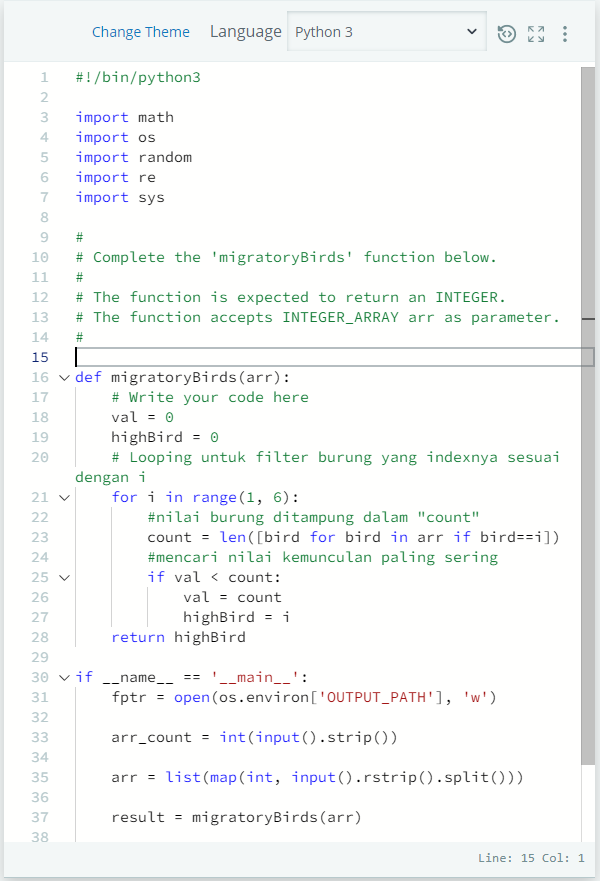 Change Theme Language Python 3
1 #!/bin/python3
2
3 import math
4 import os
5 import random
6 import re
7 import sys
8
9 #
10 # Complete the 'migratoryBirds' function below.
11 #
12 # The function is expected to return an INTEGER.
13 # The function accepts INTEGER_ARRAY arr as parameter.
14 #
15
16 def migratoryBirds(arr):
17     # Write your code here
18     val = 0
19     highBird = 0
20     # Looping untuk filter burung yang indexnya sesuai
dengan i
21     for i in range(1, 6):
22         #nilai burung ditampung dalam "count"
23         count = len([bird for bird in arr if bird==i])
24         #mencari nilai kemunculan paling sering
25         if val < count:
26             val = count
27             highBird = i
28     return highBird
29
30 if __name__ == '__main__':
31     fptr = open(os.environ['OUTPUT_PATH'], 'w')
32
33     arr_count = int(input().strip())
34
35     arr = list(map(int, input().rstrip().split()))
36
37     result = migratoryBirds(arr)
38
Line: 15 Col: 1